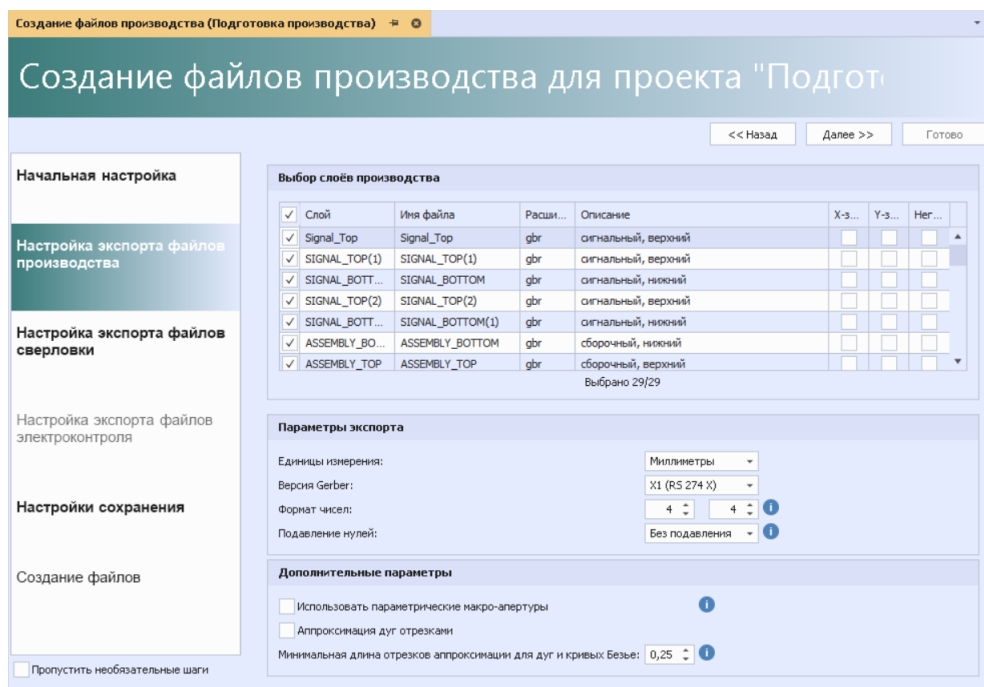 Создание файлов производства (Подготовка производства)
Создание файлов производства для проекта "Подгот
<< Назад Далее >> Готово
Начальная настройка
Настройка экспорта файлов
производства
Настройка экспорта файлов
сверловки
Настройка экспорта файлов
электроконтроля
Настройки сохранения
Создание файлов
Пропустить необязательные шаги
Выбор слоёв производства
Слой Имя файла Расши... Описание X-з... Y-з... Нег...
Signal_Top Signal_Top gbr сигнальный, верхний
SIGNAL_TOP(1) SIGNAL_TOP(1) gbr сигнальный, верхний
SIGNAL_BOTT... SIGNAL_BOTTOM gbr сигнальный, нижний
SIGNAL_TOP(2) SIGNAL_TOP(2) gbr сигнальный, верхний
SIGNAL_BOTT... SIGNAL_BOTTOM(1) gbr сигнальный, нижний
ASSEMBLY_BO... ASSEMBLY_BOTTOM gbr сборочный, нижний
ASSEMBLY_TOP ASSEMBLY_TOP gbr сборочный, верхний
Выбрано 29/29
Параметры экспорта
Единицы измерения: Миллиметры
Версия Gerber: X1 (RS 274 X)
Формат чисел: 4 4
Подавление нулей: Без подавления
Дополнительные параметры
Использовать параметрические макро-апертуры
Аппроксимация дуг отрезками
Минимальная длина отрезков аппроксимации для дуг и кривых Безье: 0,25